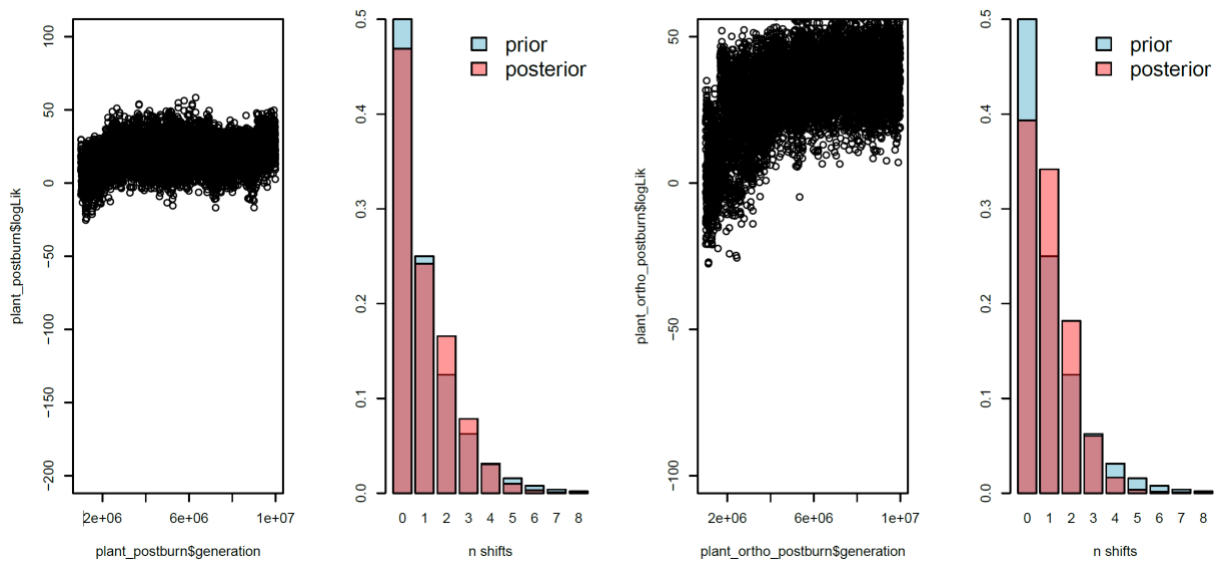 plant_postburn$logLik
100
50
0
−50
−100
−150
−200
2e+06
6e+06
1e+07
plant_postburn$generation
0.5
0.4
0.3
0.2
0.1
0.0
prior
posterior
0 1 2 3 4 5 6 7 8
n shifts
plant_ortho_postburn$logLik
50
0
−50
−100
2e+06
6e+06
1e+07
plant_ortho_postburn$generation
0.5
0.4
0.3
0.2
0.1
0.0
prior
posterior
0 1 2 3 4 5 6 7 8
n shifts